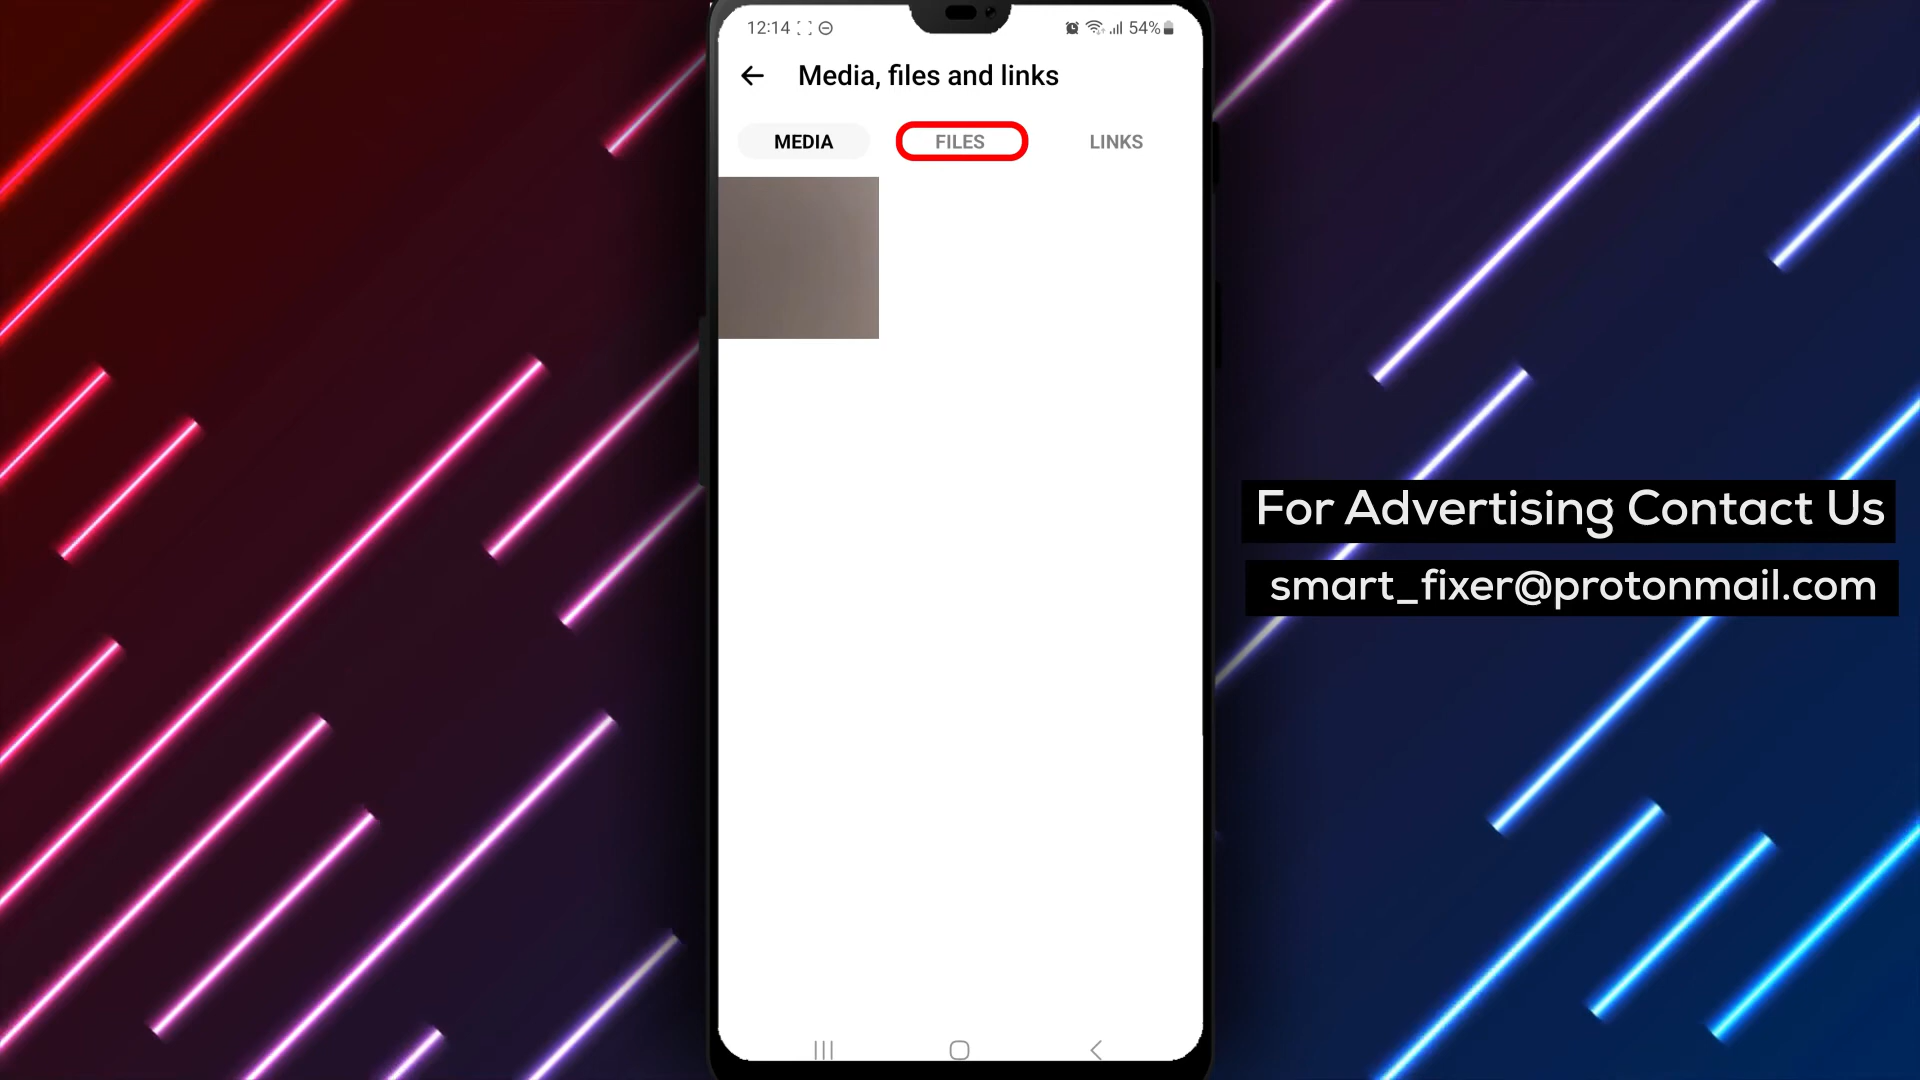 12:14 54%
Media, files and links
MEDIA FILES LINKS
For Advertising Contact Us
smart_fixer@protonmail.com